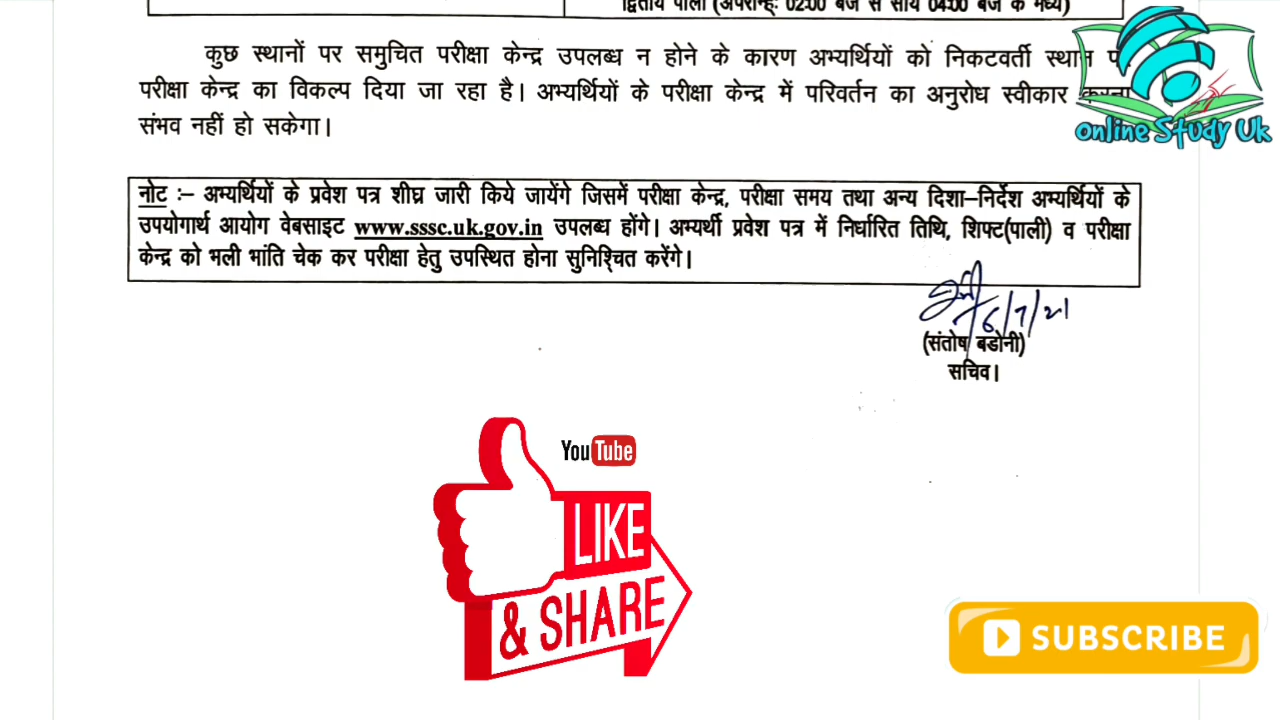 द्वितीय पाली (अपरान्हः 02:00 बजे से सायं 04:00 बजे के मध्य)
कुछ स्थानों पर समुचित परीक्षा केन्द्र उपलब्ध न होने के कारण अभ्यर्थियों को निकटवर्ती स्थान
परीक्षा केन्द्र का विकल्प दिया जा रहा है। अभ्यर्थियों के परीक्षा केन्द्र में परिवर्तन का अनुरोध स्वीकार करना
संभव नहीं हो सकेगा।
Online Study Uk
नोट :– अभ्यर्थियों के प्रवेश पत्र शीघ्र जारी किये जायेंगे जिसमें परीक्षा केन्द्र, परीक्षा समय तथा अन्य दिशा–निर्देश अभ्यर्थियों के
उपयोगार्थ आयोग वेबसाइट www.sssc.uk.gov.in उपलब्ध होंगे। अभ्यर्थी प्रवेश पत्र में निर्धारित तिथि, शिफ्ट(पाली) व परीक्षा
केन्द्र को भली भांति चेक कर परीक्षा हेतु उपस्थित होना सुनिश्चित करेंगे।
6/7/21
(संतोष बडोनी)
सचिव।
YouTube
LIKE
& SHARE
SUBSCRIBE